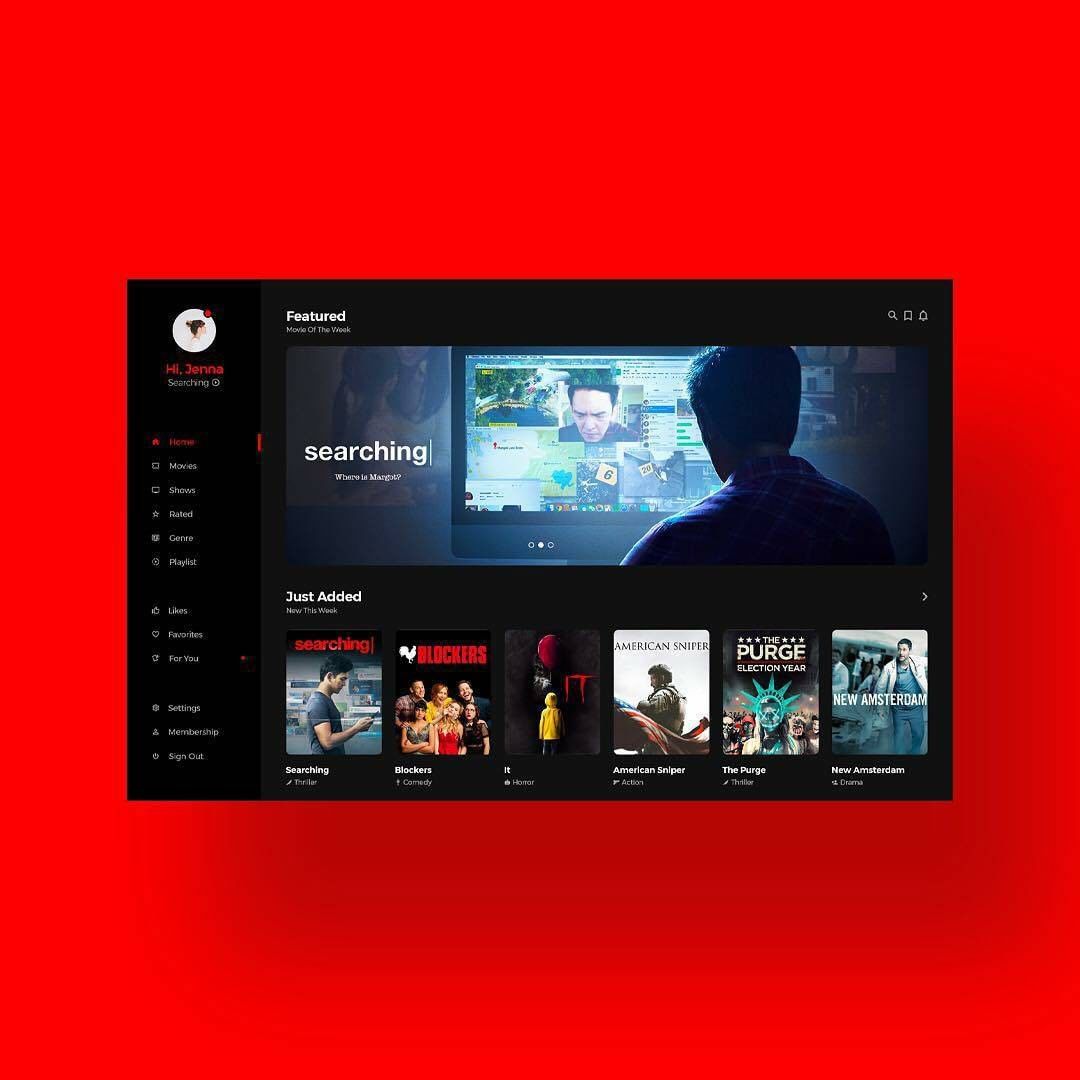 Hi, Jenna
Searching
Home
Movies
Shows
Rated
Genre
Playlist
Likes
Favorites
For You
Settings
Membership
Sign Out
Featured
Movie Of The Week
searching
Where is Margot?
6
20
Just Added
New This Week
searching
BLOCKERS
IT
AMERICAN SNIPER
THE
PURGE
ELECTION YEAR
NEW AMSTERDAM
Searching
Thriller
Blockers
Comedy
It
Horror
American Sniper
Action
The Purge
Thriller
New Amsterdam
Drama